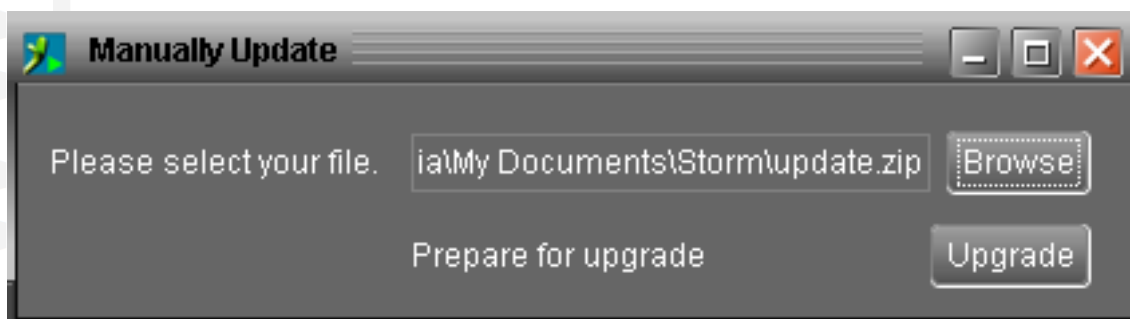 Manually Update
Please select your file. ia\My Documents\Storm\update.zip Browse
Prepare for upgrade Upgrade